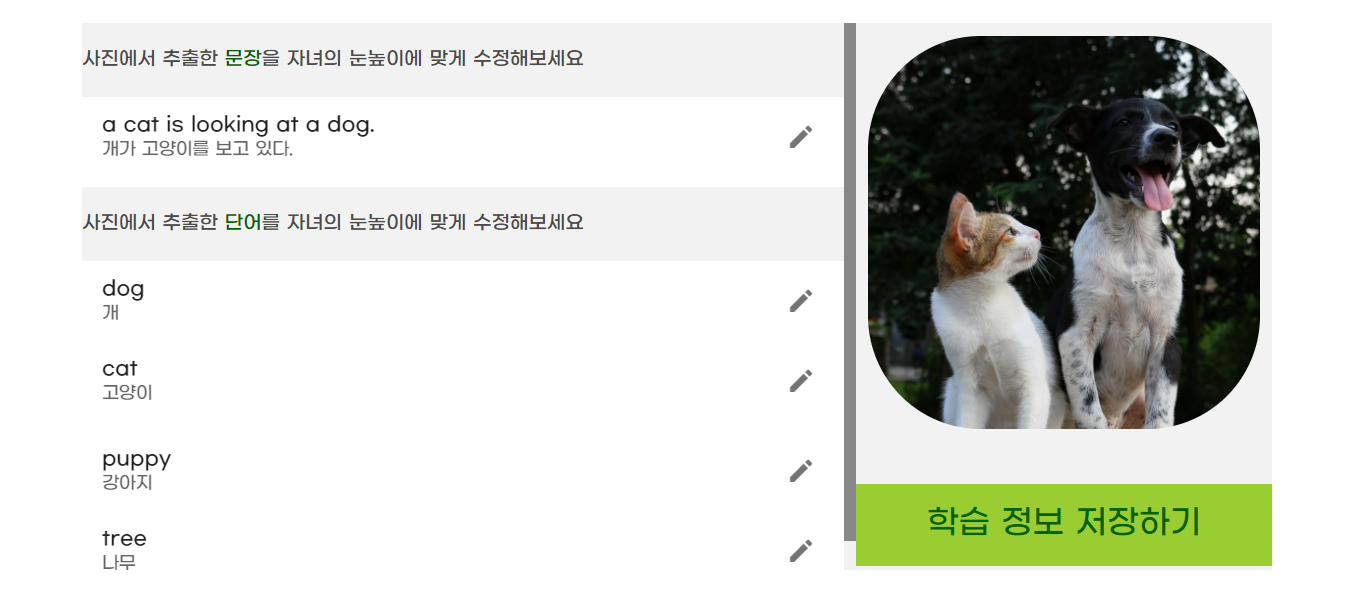 사진에서 추출한 문장을 자녀의 눈높이에 맞게 수정해보세요
a cat is looking at a dog.
개가 고양이를 보고 있다.
사진에서 추출한 단어를 자녀의 눈높이에 맞게 수정해보세요
dog
개
cat
고양이
puppy
강아지
tree
나무
학습 정보 저장하기